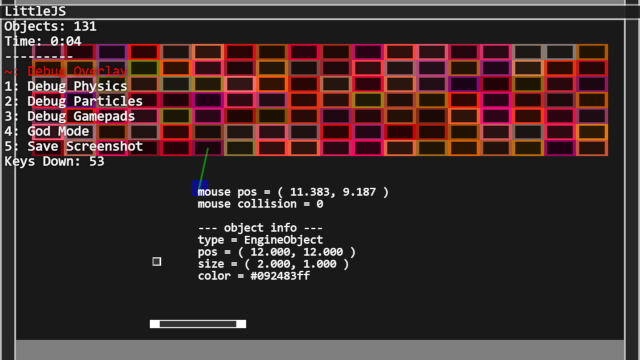 LittleJS
Objects: 131
Time: 0:04
---------
~: Debug Overlay
1: Debug Physics
2: Debug Particles
3: Debug Gamepads
4: God Mode
5: Save Screenshot
Keys Down: 53
mouse pos = ( 11.383, 9.187 )
mouse collision = 0
--- object info ---
type = EngineObject
pos = ( 12.000, 12.000 )
size = ( 2.000, 1.000 )
color = #092483ff